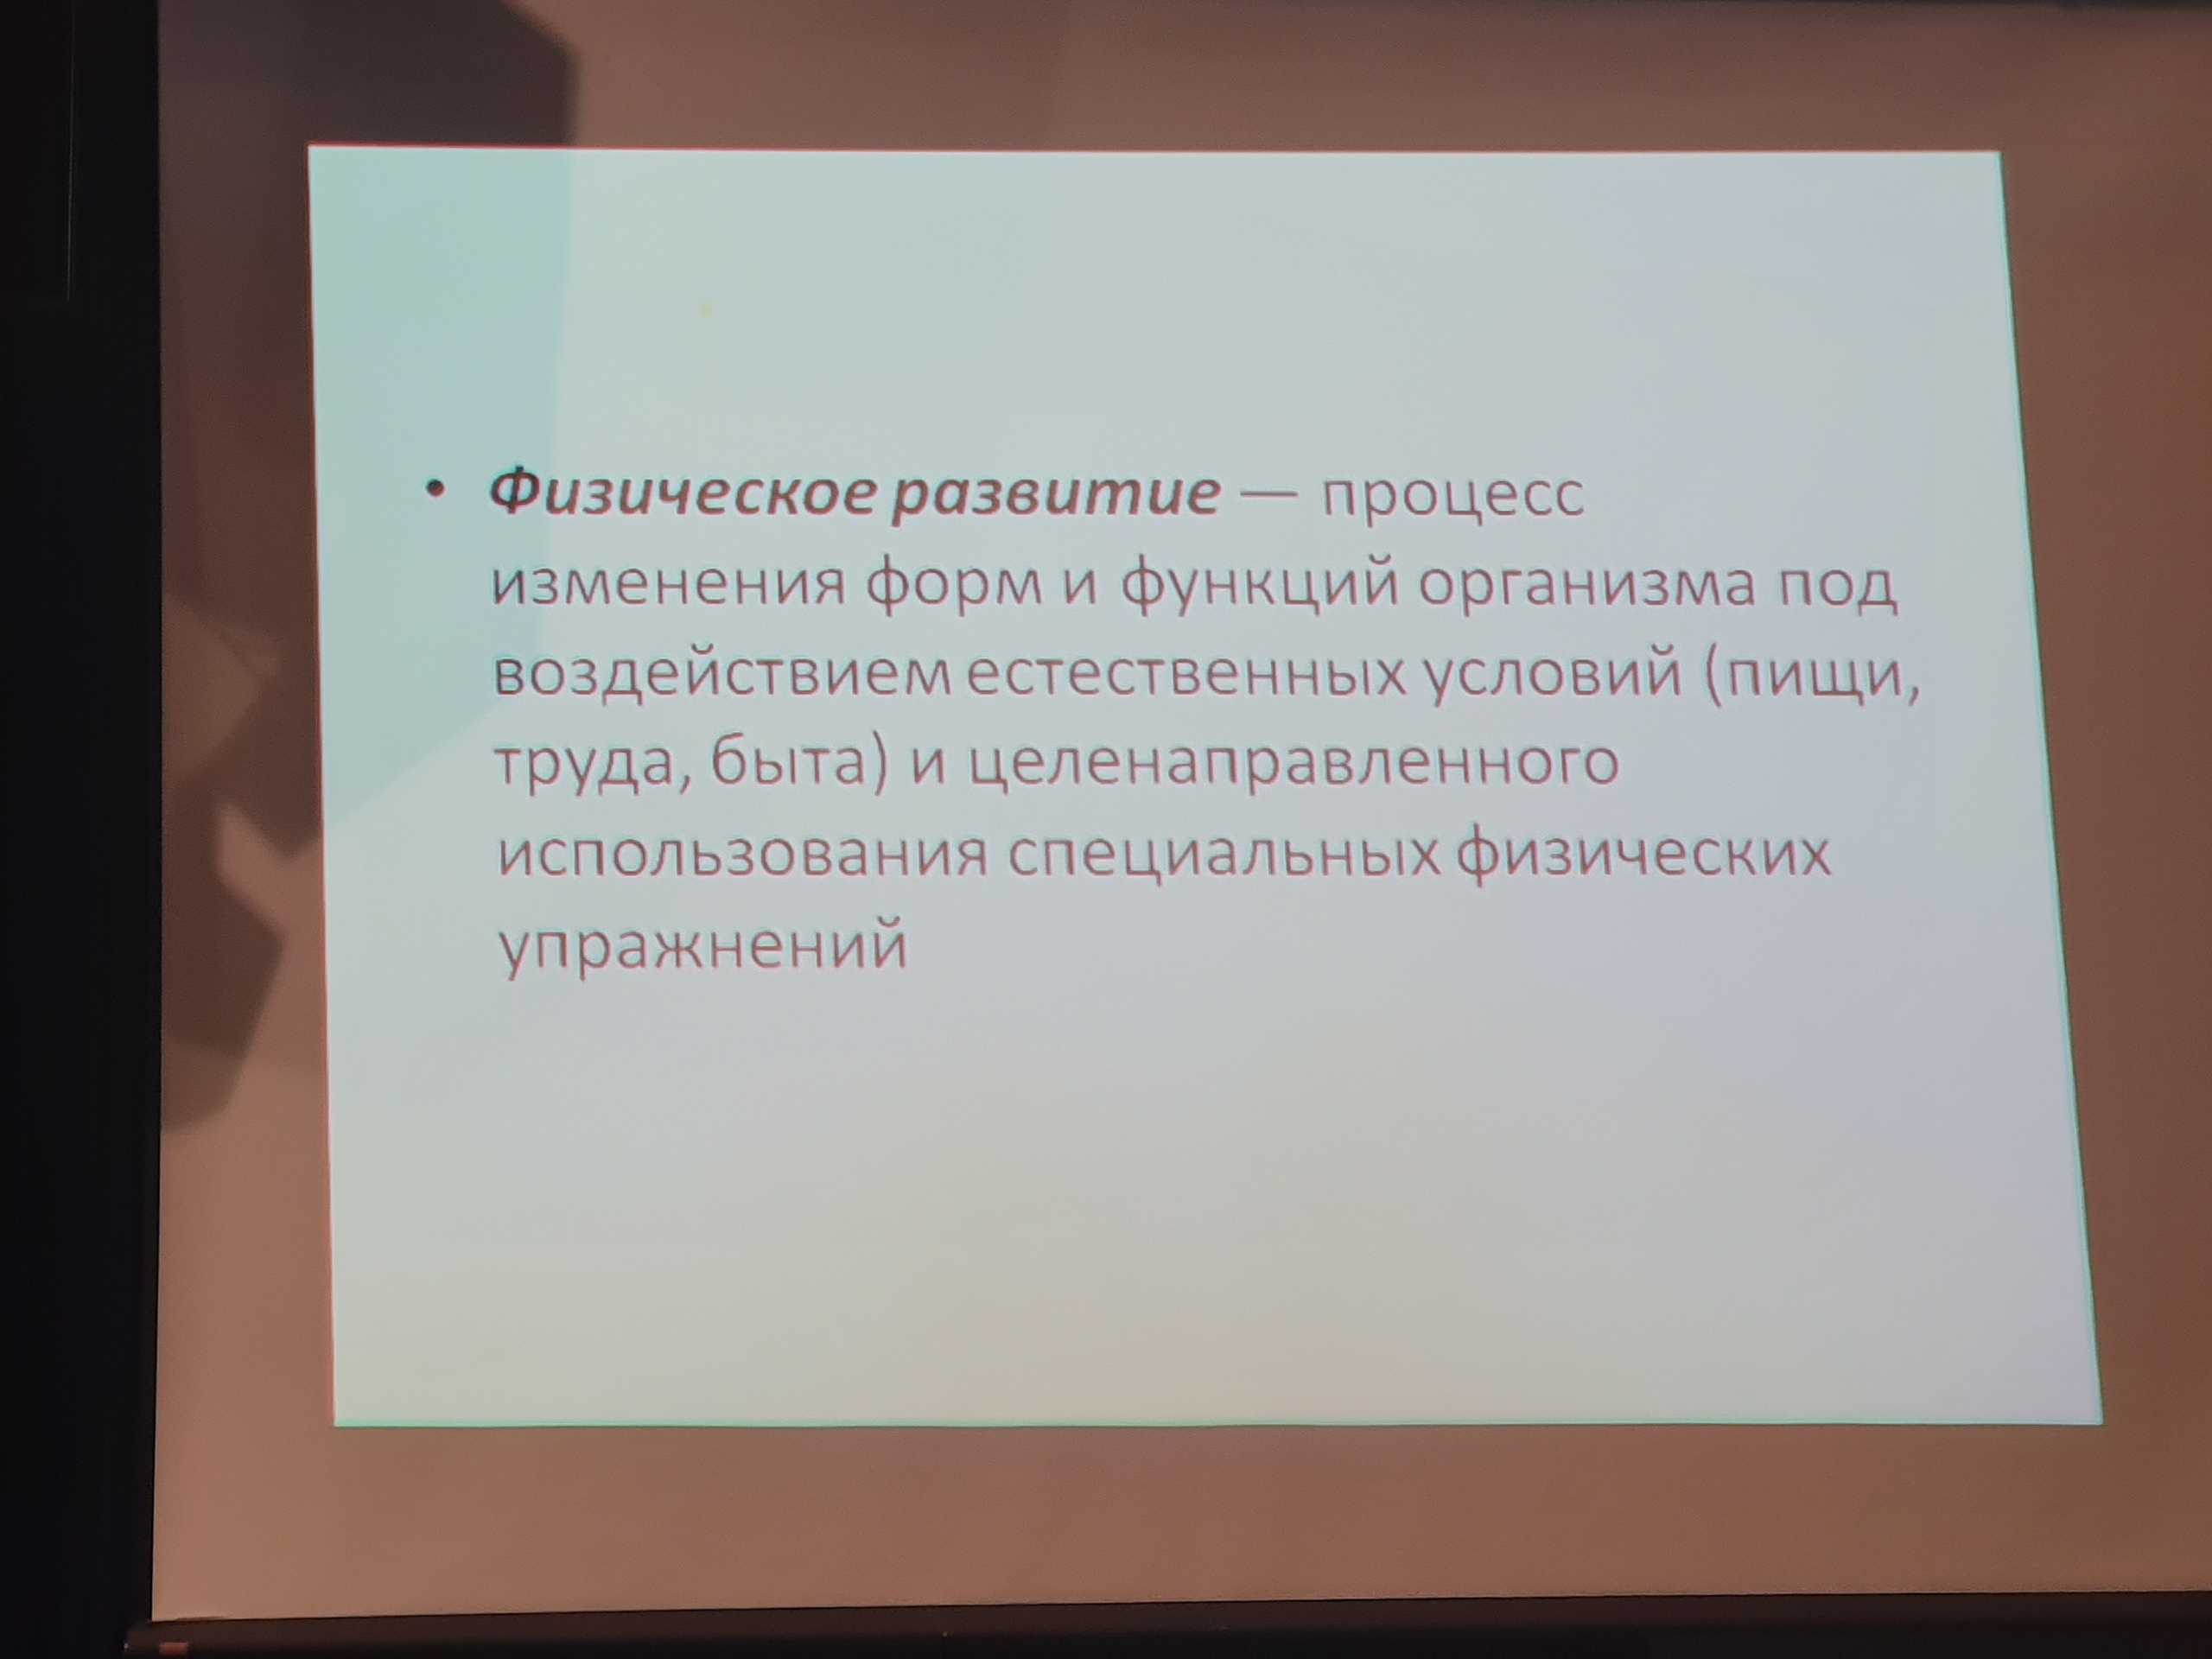 • Физическое развитие — процесс
изменения форм и функций организма под
воздействием естественных условий (пищи,
труда, быта) и целенаправленного
использования специальных физических
упражнений